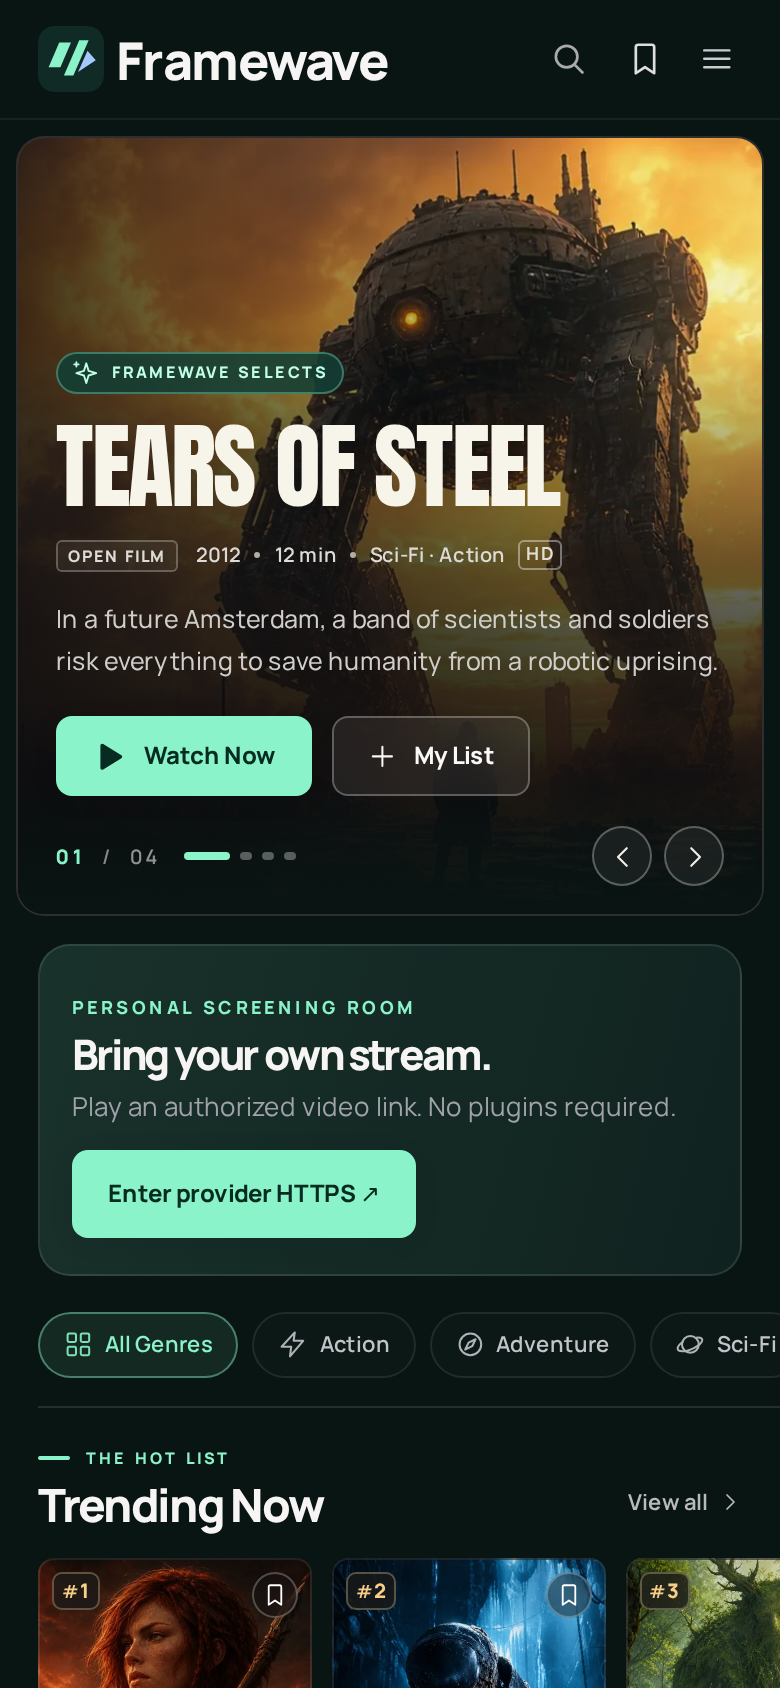 Framewave
FRAMEWAVE SELECTS
TEARS OF STEEL
OPEN FILM 2012 • 12 min • Sci-Fi · Action HD
In a future Amsterdam, a band of scientists and soldiers
risk everything to save humanity from a robotic uprising.
Watch Now
My List
01 / 04
PERSONAL SCREENING ROOM
Bring your own stream.
Play an authorized video link. No plugins required.
Enter provider HTTPS ↗
All Genres Action Adventure Sci-Fi
THE HOT LIST
Trending Now
View all
#1 #2 #3